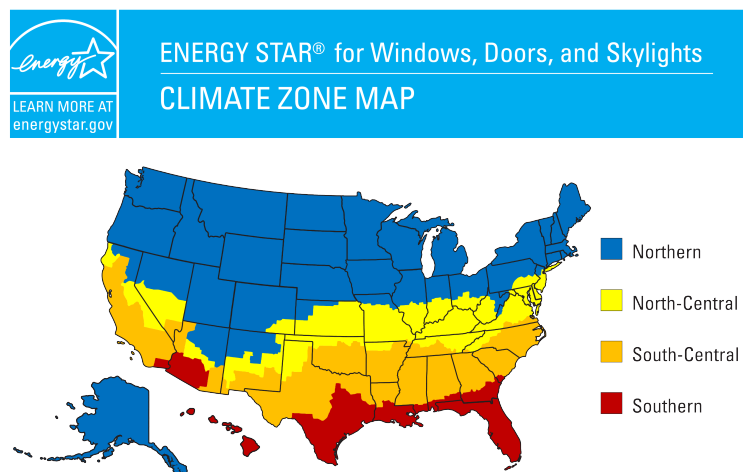 energy
LEARN MORE AT
energystar.gov
ENERGY STAR® for Windows, Doors, and Skylights
CLIMATE ZONE MAP
Northern
North-Central
South-Central
Southern